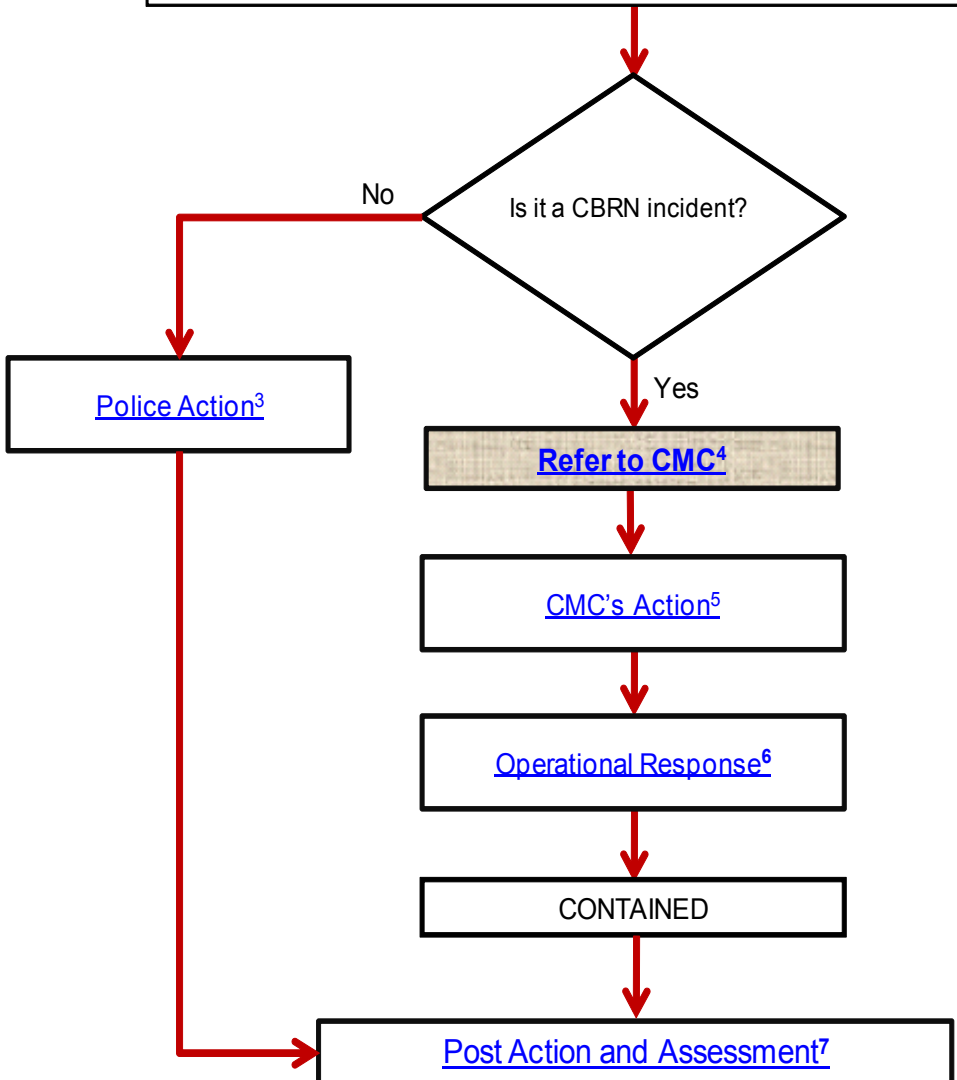 Is it a CBRN incident?
No
Yes
Police Action³
Refer to CMC⁴
CMC’s Action⁵
Operational Response⁶
CONTAINED
Post Action and Assessment⁷